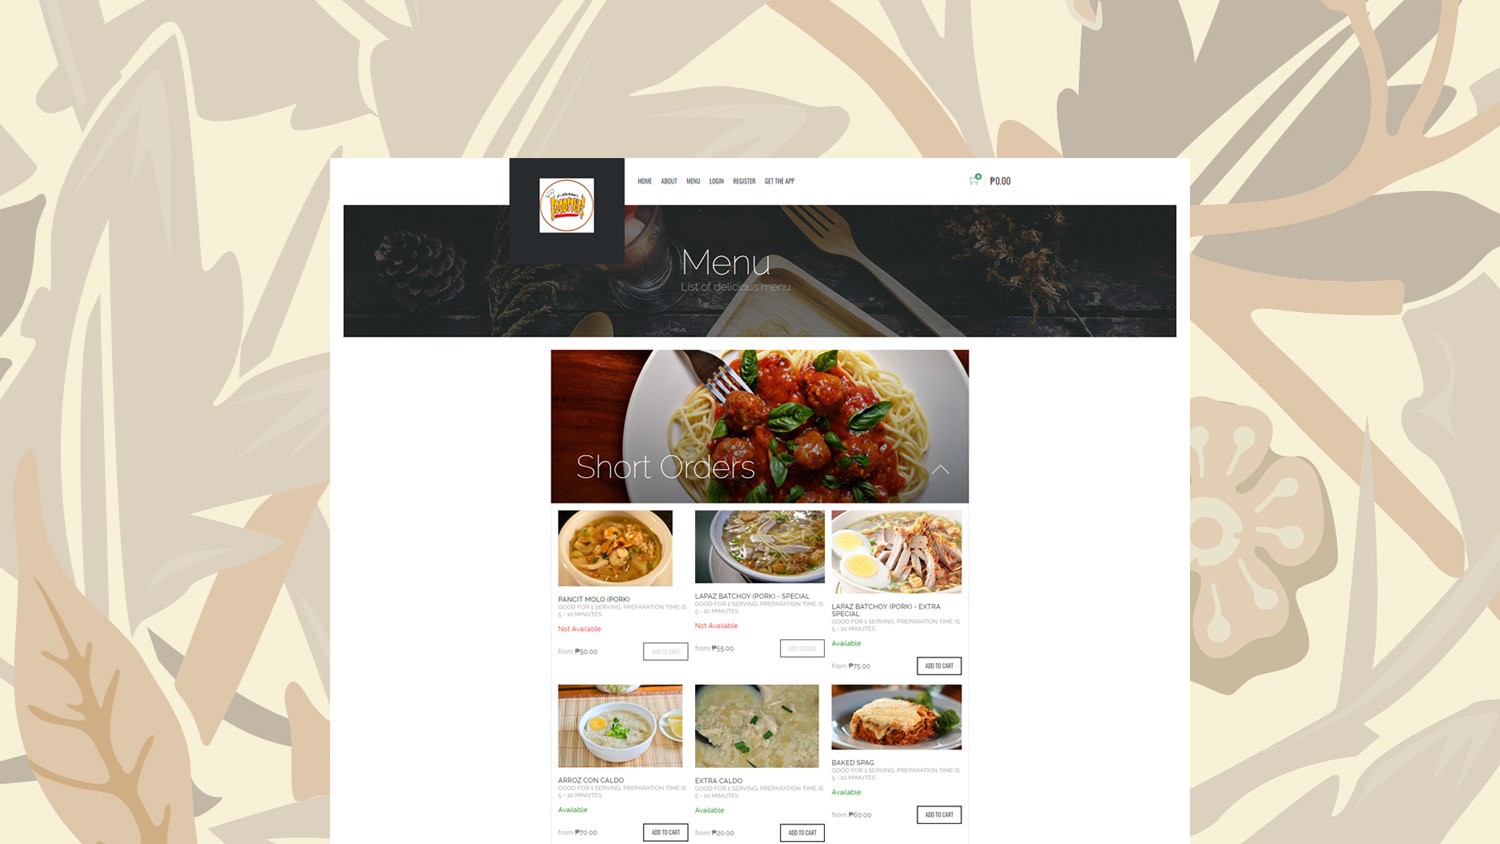 HOME ABOUT MENU LOGIN REGISTER GET THE APP
0 ₱0.00
Menu
List of delicious menu
Short Orders
PANCIT MOLO (PORK)
GOOD FOR 1 SERVING. PREPARATION TIME IS
5 - 10 MINUTES
Not Available
from ₱50.00 ADD TO CART
LAPAZ BATCHOY (PORK) - SPECIAL
GOOD FOR 1 SERVING. PREPARATION TIME IS
5 - 10 MINUTES
Not Available
from ₱55.00 ADD TO CART
LAPAZ BATCHOY (PORK) - EXTRA
SPECIAL
GOOD FOR 1 SERVING. PREPARATION TIME IS
5 - 10 MINUTES
Available
from ₱75.00 ADD TO CART
ARROZ CON CALDO
GOOD FOR 1 SERVING. PREPARATION TIME IS
5 - 10 MINUTES
Available
from ₱70.00 ADD TO CART
EXTRA CALDO
GOOD FOR 1 SERVING. PREPARATION TIME IS
5 - 10 MINUTES
Available
from ₱20.00 ADD TO CART
BAKED SPAG
GOOD FOR 1 SERVING. PREPARATION TIME IS
5 - 10 MINUTES
Available
from ₱60.00 ADD TO CART